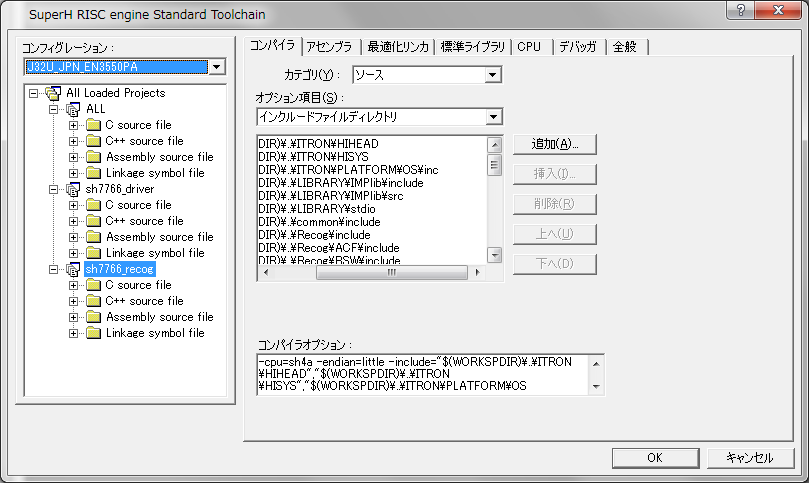 SuperH RISC engine Standard Toolchain
コンフィグレーション :
J32U_JPN_EN3550PA
All Loaded Projects
ALL
C source file
C++ source file
Assembly source file
Linkage symbol file
sh7766_driver
C source file
C++ source file
Assembly source file
Linkage symbol file
sh7766_recog
C source file
C++ source file
Assembly source file
Linkage symbol file
コンパイラ アセンブラ 最適化リンカ 標準ライブラリ CPU デバッガ 全般
カテゴリ(Y) : ソース
オプション項目(S) :
インクルードファイルディレクトリ
DIR)¥.¥ITRON¥HIHEAD
DIR)¥.¥ITRON¥HISYS
DIR)¥.¥ITRON¥PLATFORM¥OS¥inc
DIR)¥.¥LIBRARY¥IMPlib¥include
DIR)¥.¥LIBRARY¥IMPlib¥src
DIR)¥.¥LIBRARY¥stdio
DIR)¥.¥common¥include
DIR)¥.¥Recog¥include
DIR)¥.¥Recog¥ACF¥include
DIR)¥.¥Recog¥BSW¥include
追加(A)...
挿入(I)...
削除(R)
上へ(U)
下へ(D)
コンパイラオプション :
-cpu=sh4a -endian=little -include="$(WORKSPDIR)¥.¥ITRON
¥HIHEAD","$(WORKSPDIR)¥.¥ITRON
¥HISYS","$(WORKSPDIR)¥.¥ITRON¥PLATFORM¥OS
OK キャンセル